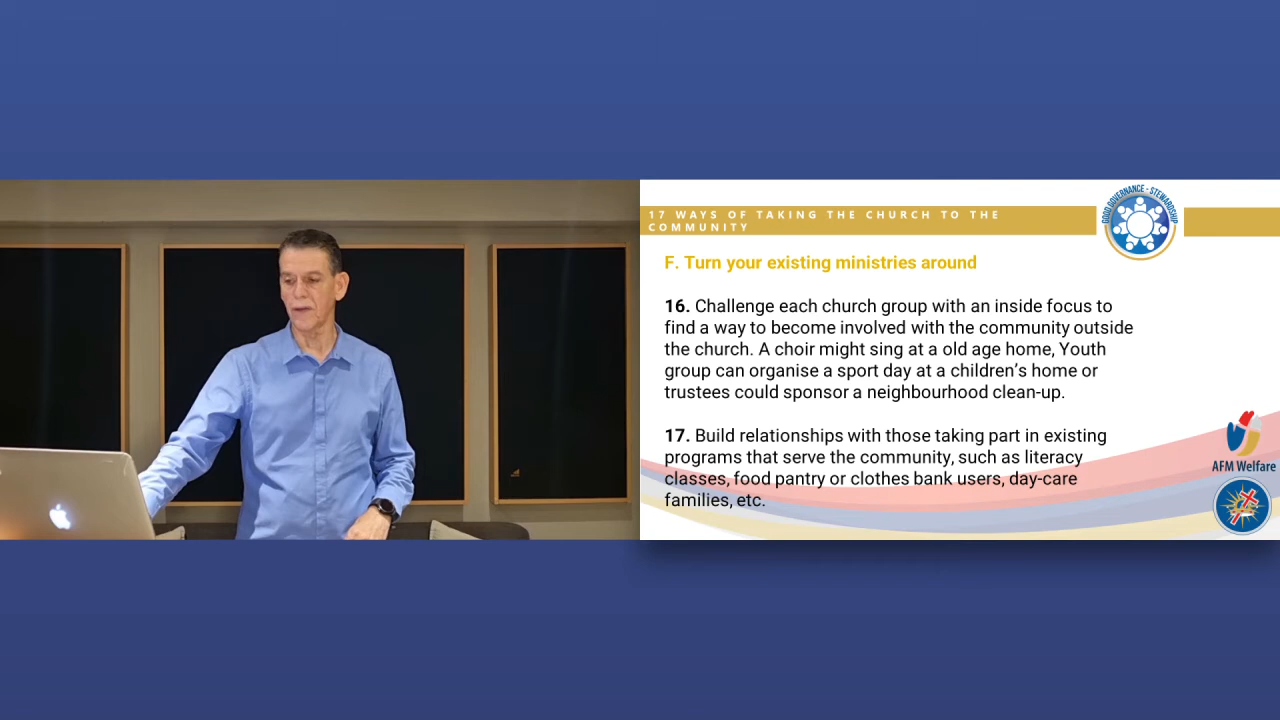 17 WAYS OF TAKING THE CHURCH TO THE
COMMUNITY
GOOD GOVERNANCE - STEWARDSHIP
F. Turn your existing ministries around
16. Challenge each church group with an inside focus to
find a way to become involved with the community outside
the church. A choir might sing at a old age home, Youth
group can organise a sport day at a children's home or
trustees could sponsor a neighbourhood clean-up.
17. Build relationships with those taking part in existing
programs that serve the community, such as literacy
classes, food pantry or clothes bank users, day-care
families, etc.
AFM Welfare